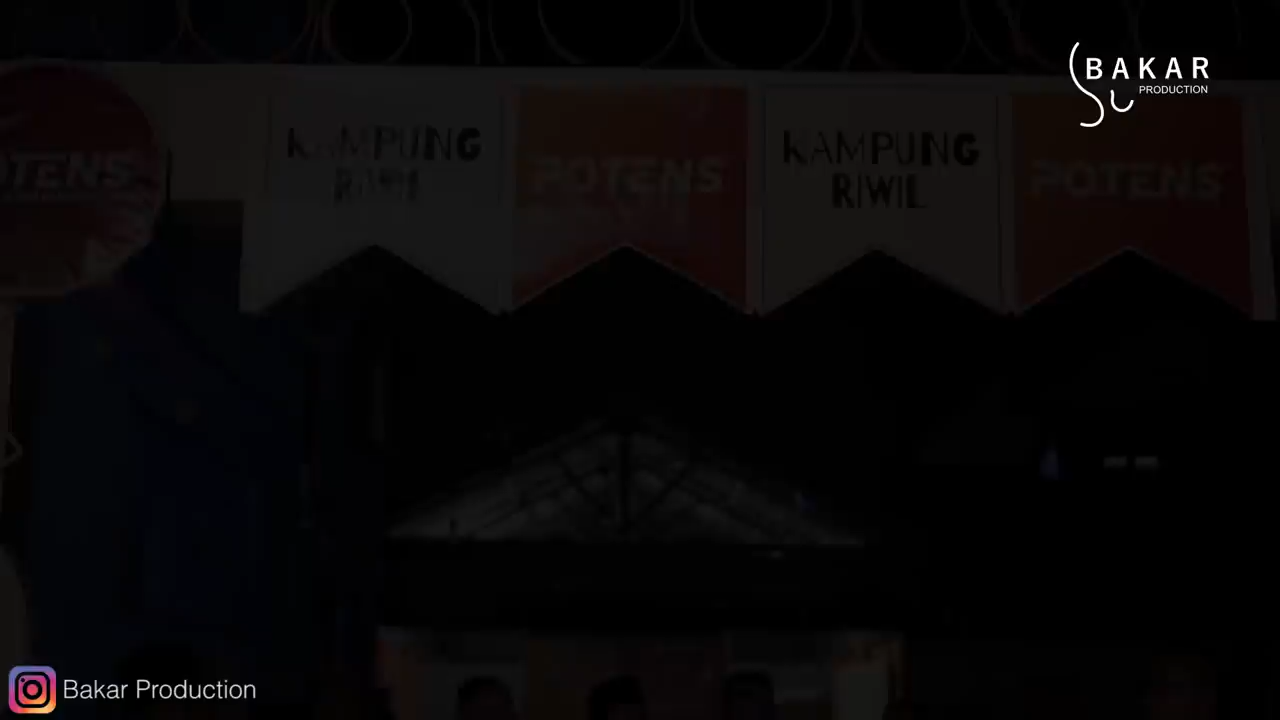 BAKAR
PRODUCTION
KAMPUNG
RIWIL
POTENS
KAMPUNG
RIWIL
POTENS
Bakar Production